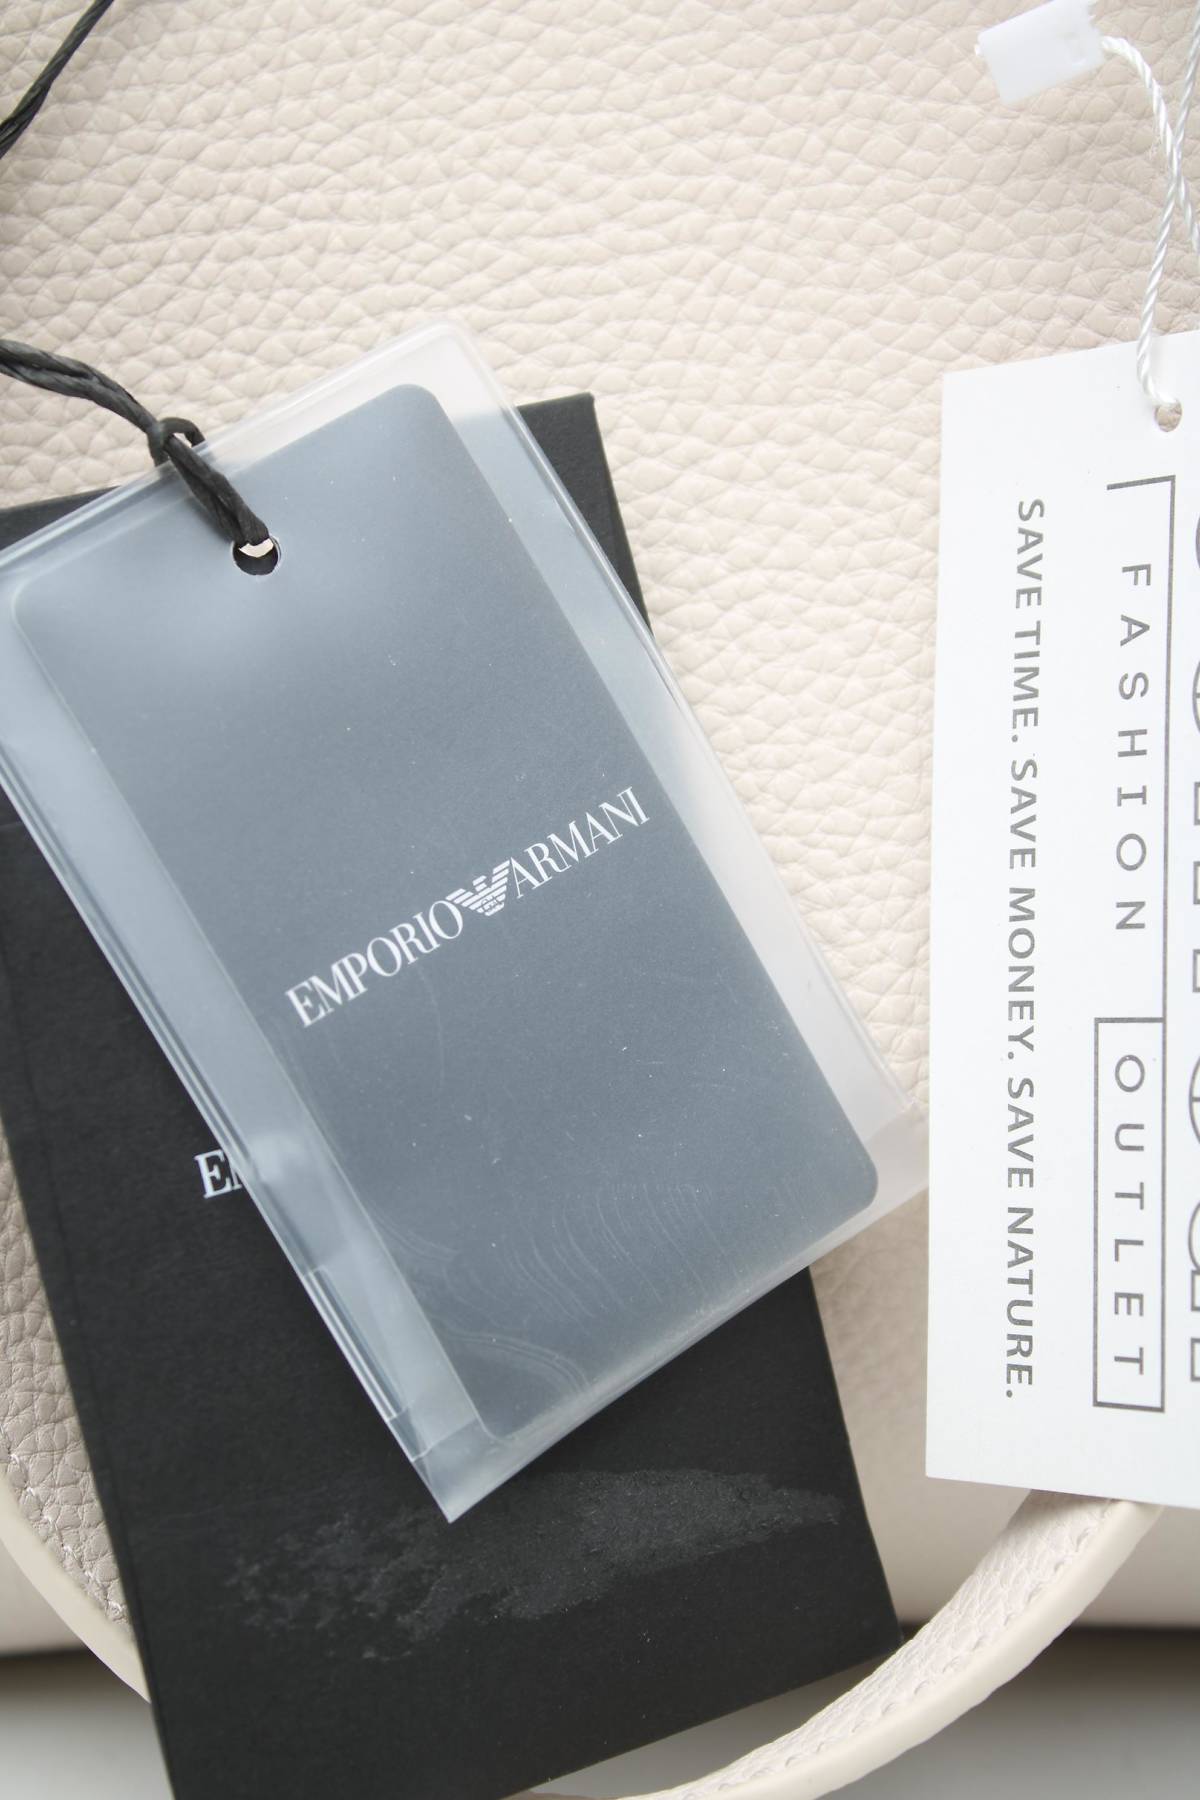 EMPORIO ARMANI
FASHION OUTLET
SAVE TIME. SAVE MONEY. SAVE NATURE.